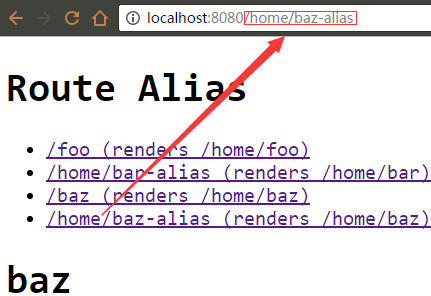 localhost:8080/home/baz-alias
Route Alias
/foo (renders /home/foo)
/home/bar-alias (renders /home/bar)
/baz (renders /home/baz)
/home/baz-alias (renders /home/baz)
baz